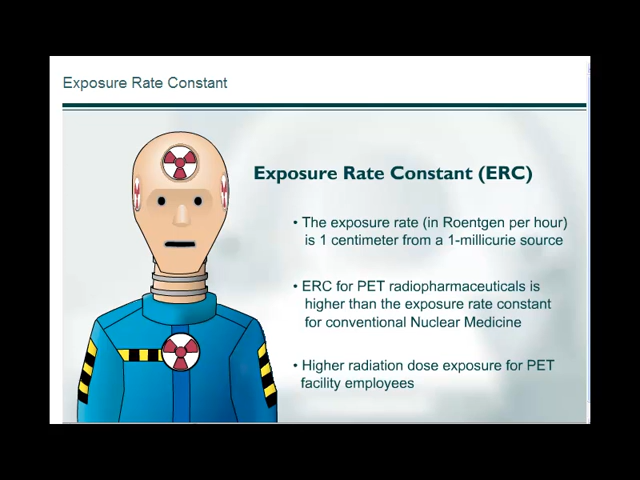 Exposure Rate Constant
Exposure Rate Constant (ERC)
• The exposure rate (in Roentgen per hour)
is 1 centimeter from a 1-millicurie source
• ERC for PET radiopharmaceuticals is
higher than the exposure rate constant
for conventional Nuclear Medicine
• Higher radiation dose exposure for PET
facility employees